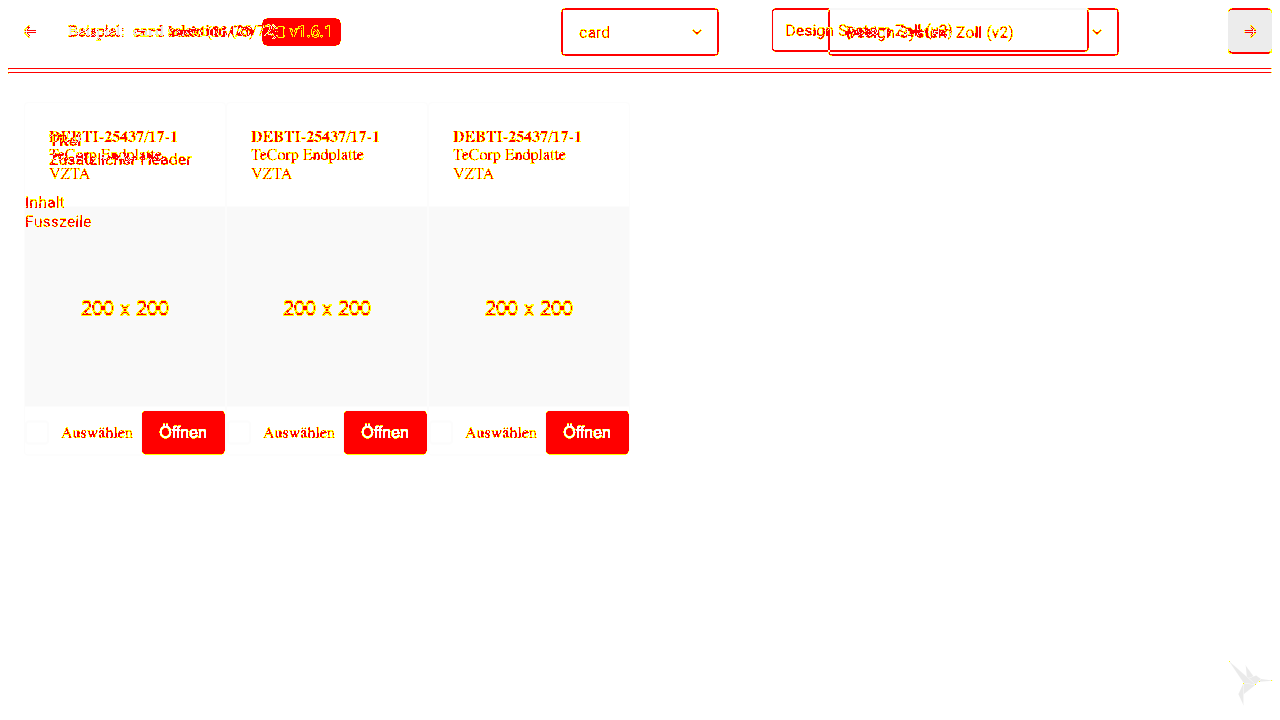 Beispiel: card v1.6.1
card
Design System Zoll (v2)
Design System Zoll (v2)
DEBTI-25437/17-1
TeCorp Endplatte
VZTA
DEBTI-25437/17-1
TeCorp Endplatte
VZTA
DEBTI-25437/17-1
TeCorp Endplatte
VZTA
Titel
Zusätzlicher Header
Inhalt
Fusszeile
200 x 200
200 x 200
200 x 200
Auswählen
Öffnen
Auswählen
Öffnen
Auswählen
Öffnen